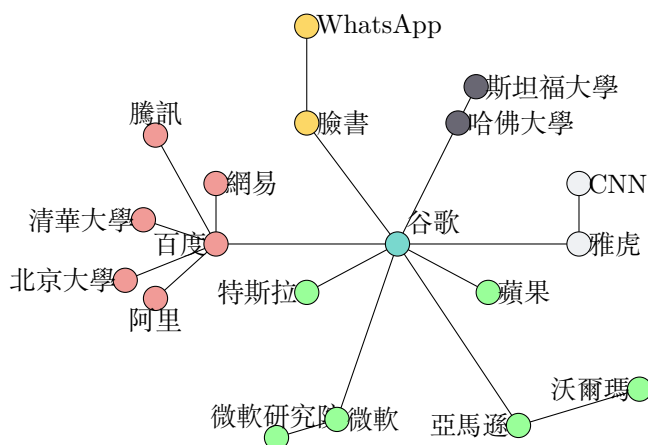 WhatsApp
斯坦福大學
騰訊
臉書
哈佛大學
網易
CNN
清華大學
谷歌
百度
雅虎
北京大學
特斯拉
蘋果
阿里
沃爾瑪
微軟研究院
微軟
亞馬遜